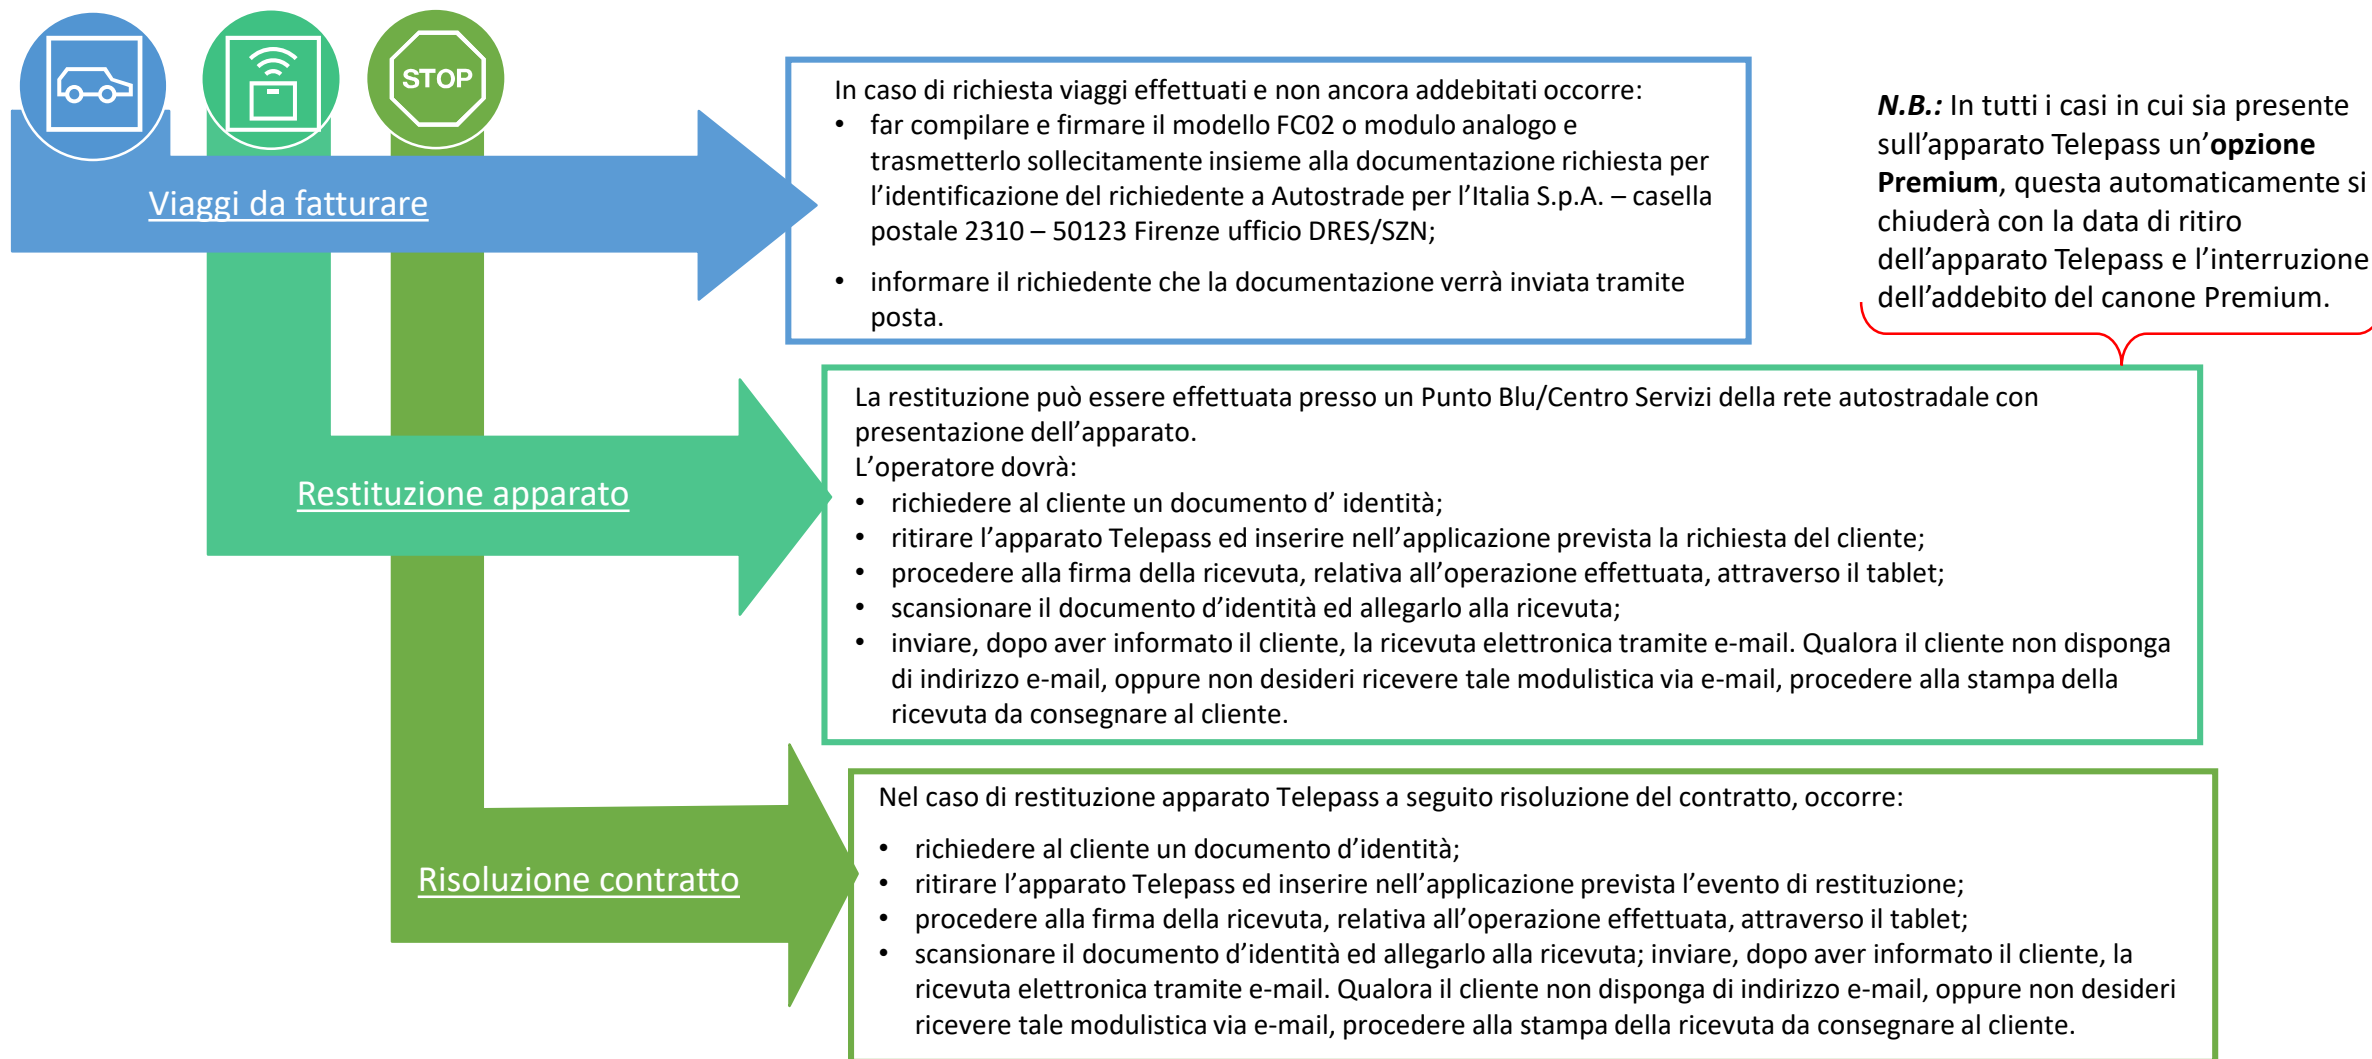 STOP
Viaggi da fatturare
In caso di richiesta viaggi effettuati e non ancora addebitati occorre:
• far compilare e firmare il modello FC02 o modulo analogo e
trasmetterlo sollecitamente insieme alla documentazione richiesta per
l’identificazione del richiedente a Autostrade per l’Italia S.p.A. – casella
postale 2310 – 50123 Firenze ufficio DRES/SZN;
• informare il richiedente che la documentazione verrà inviata tramite
posta.
N.B.: In tutti i casi in cui sia presente
sull’apparato Telepass un’opzione
Premium, questa automaticamente si
chiuderà con la data di ritiro
dell’apparato Telepass e l’interruzione
dell’addebito del canone Premium.
Restituzione apparato
La restituzione può essere effettuata presso un Punto Blu/Centro Servizi della rete autostradale con
presentazione dell’apparato.
L’operatore dovrà:
• richiedere al cliente un documento d’ identità;
• ritirare l’apparato Telepass ed inserire nell’applicazione prevista la richiesta del cliente;
• procedere alla firma della ricevuta, relativa all’operazione effettuata, attraverso il tablet;
• scansionare il documento d’identità ed allegarlo alla ricevuta;
• inviare, dopo aver informato il cliente, la ricevuta elettronica tramite e-mail. Qualora il cliente non disponga
di indirizzo e-mail, oppure non desideri ricevere tale modulistica via e-mail, procedere alla stampa della
ricevuta da consegnare al cliente.
Risoluzione contratto
Nel caso di restituzione apparato Telepass a seguito risoluzione del contratto, occorre:
• richiedere al cliente un documento d’identità;
• ritirare l’apparato Telepass ed inserire nell’applicazione prevista l’evento di restituzione;
• procedere alla firma della ricevuta, relativa all’operazione effettuata, attraverso il tablet;
• scansionare il documento d’identità ed allegarlo alla ricevuta; inviare, dopo aver informato il cliente, la
ricevuta elettronica tramite e-mail. Qualora il cliente non disponga di indirizzo e-mail, oppure non desideri
ricevere tale modulistica via e-mail, procedere alla stampa della ricevuta da consegnare al cliente.